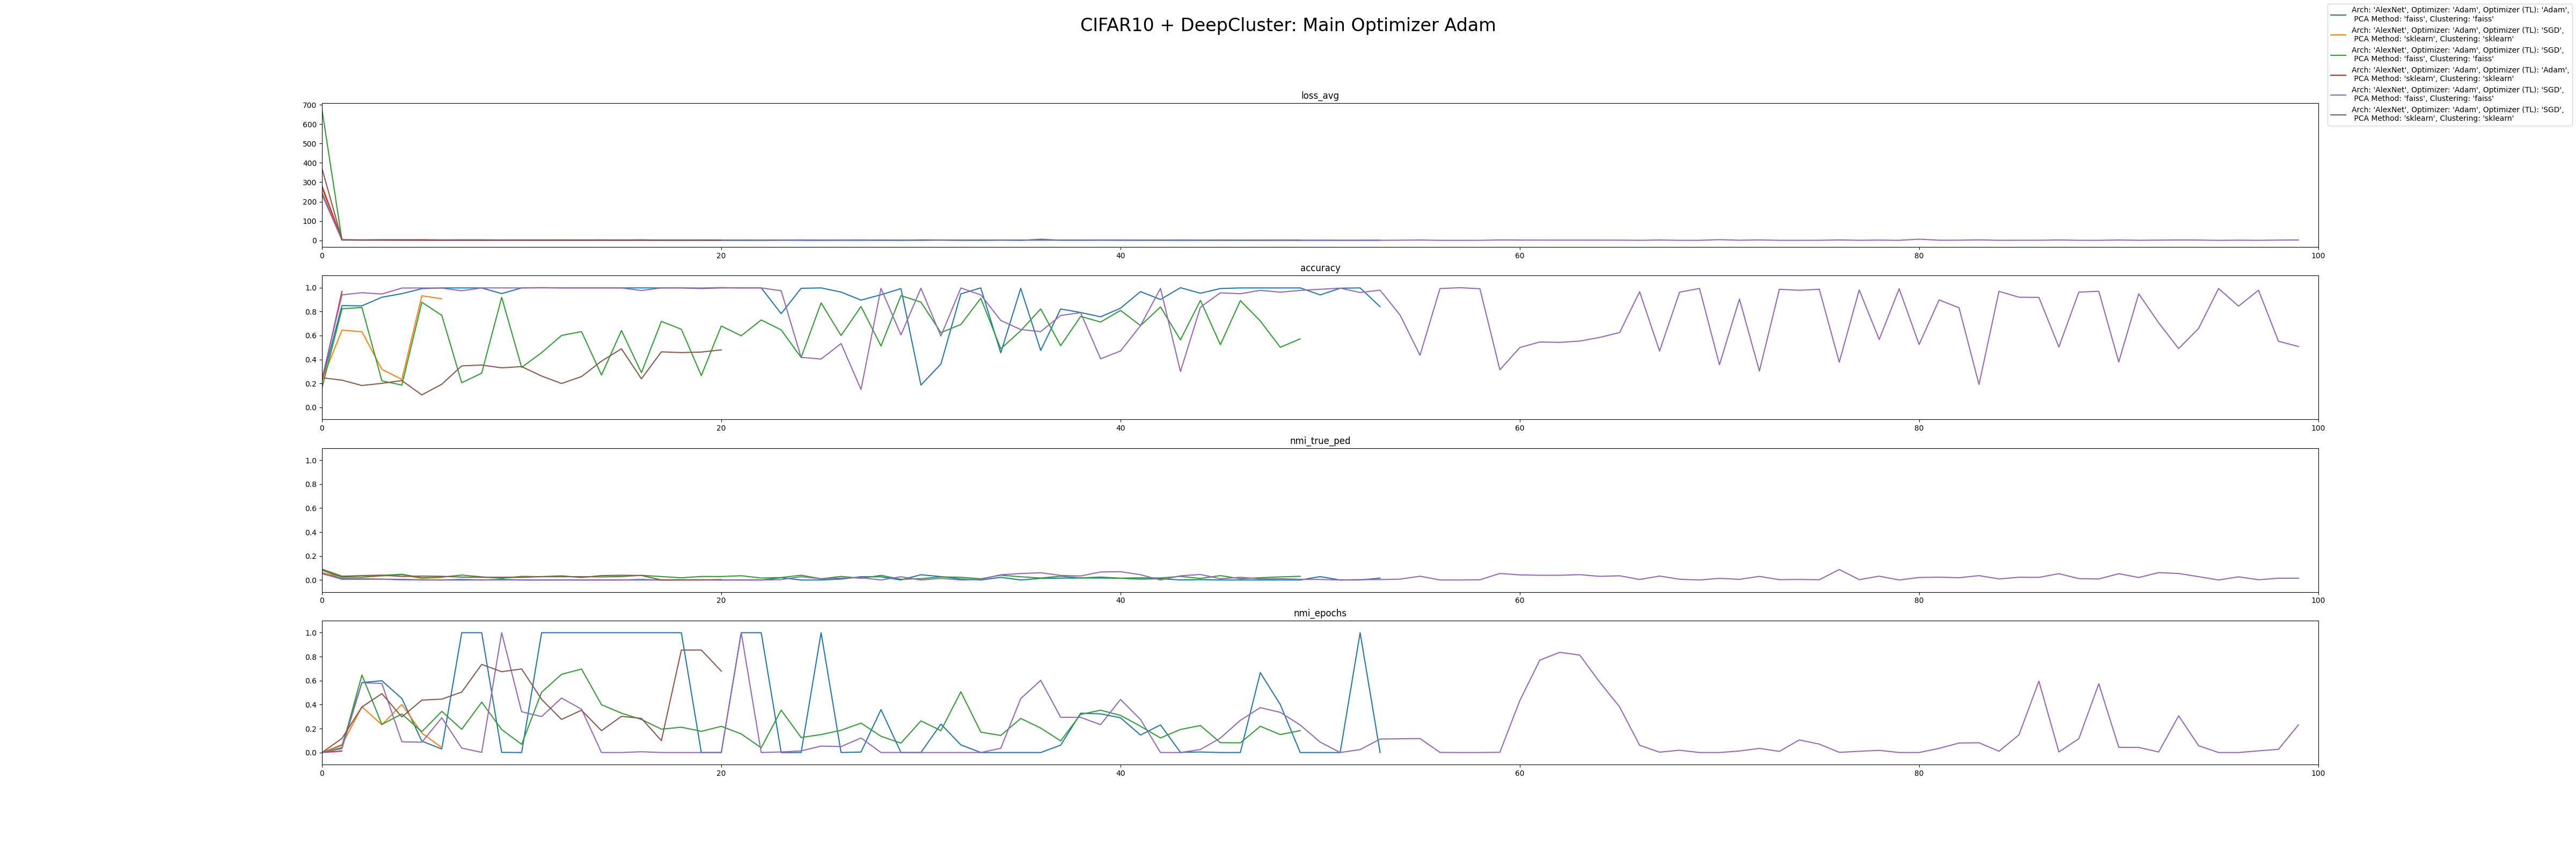 CIFAR10 + DeepCluster: Main Optimizer Adam
Arch: 'AlexNet', Optimizer: 'Adam', Optimizer (TL): 'Adam',
PCA Method: 'faiss', Clustering: 'faiss'
Arch: 'AlexNet', Optimizer: 'Adam', Optimizer (TL): 'SGD',
PCA Method: 'sklearn', Clustering: 'sklearn'
Arch: 'AlexNet', Optimizer: 'Adam', Optimizer (TL): 'SGD',
PCA Method: 'faiss', Clustering: 'faiss'
Arch: 'AlexNet', Optimizer: 'Adam', Optimizer (TL): 'Adam',
PCA Method: 'sklearn', Clustering: 'sklearn'
Arch: 'AlexNet', Optimizer: 'Adam', Optimizer (TL): 'SGD',
PCA Method: 'faiss', Clustering: 'faiss'
Arch: 'AlexNet', Optimizer: 'Adam', Optimizer (TL): 'SGD',
PCA Method: 'sklearn', Clustering: 'sklearn'
loss_avg
700
600
500
400
300
200
100
0
0 20 40 60 80 100
accuracy
1.0
0.8
0.6
0.4
0.2
0.0
0 20 40 60 80 100
nmi_true_ped
1.0
0.8
0.6
0.4
0.2
0.0
0 20 40 60 80 100
nmi_epochs
1.0
0.8
0.6
0.4
0.2
0.0
0 20 40 60 80 100